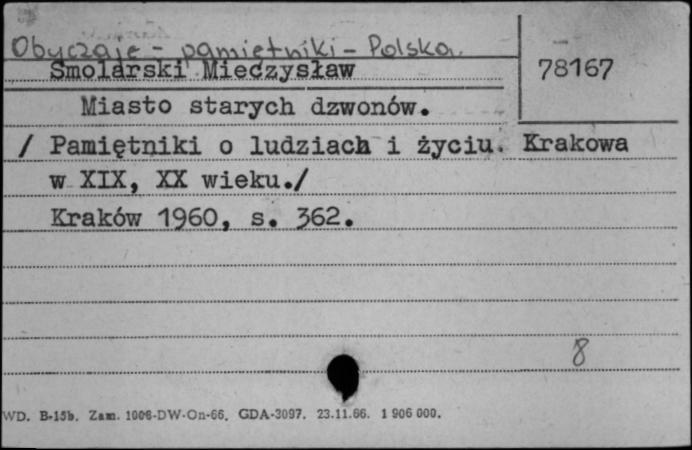 Obyczaje - pamiętniki - Polska.
Smolarski Mieczysław
78167
Miasto starych dzwonów.
/ Pamiętniki o ludziach i życiu. Krakowa
w XIX, XX wieku./
Kraków 1960, s. 362.
8
WD. B-15b. Zam. 1006-DW-On-66. GDA-3097. 23.11.66. 1 906 000.